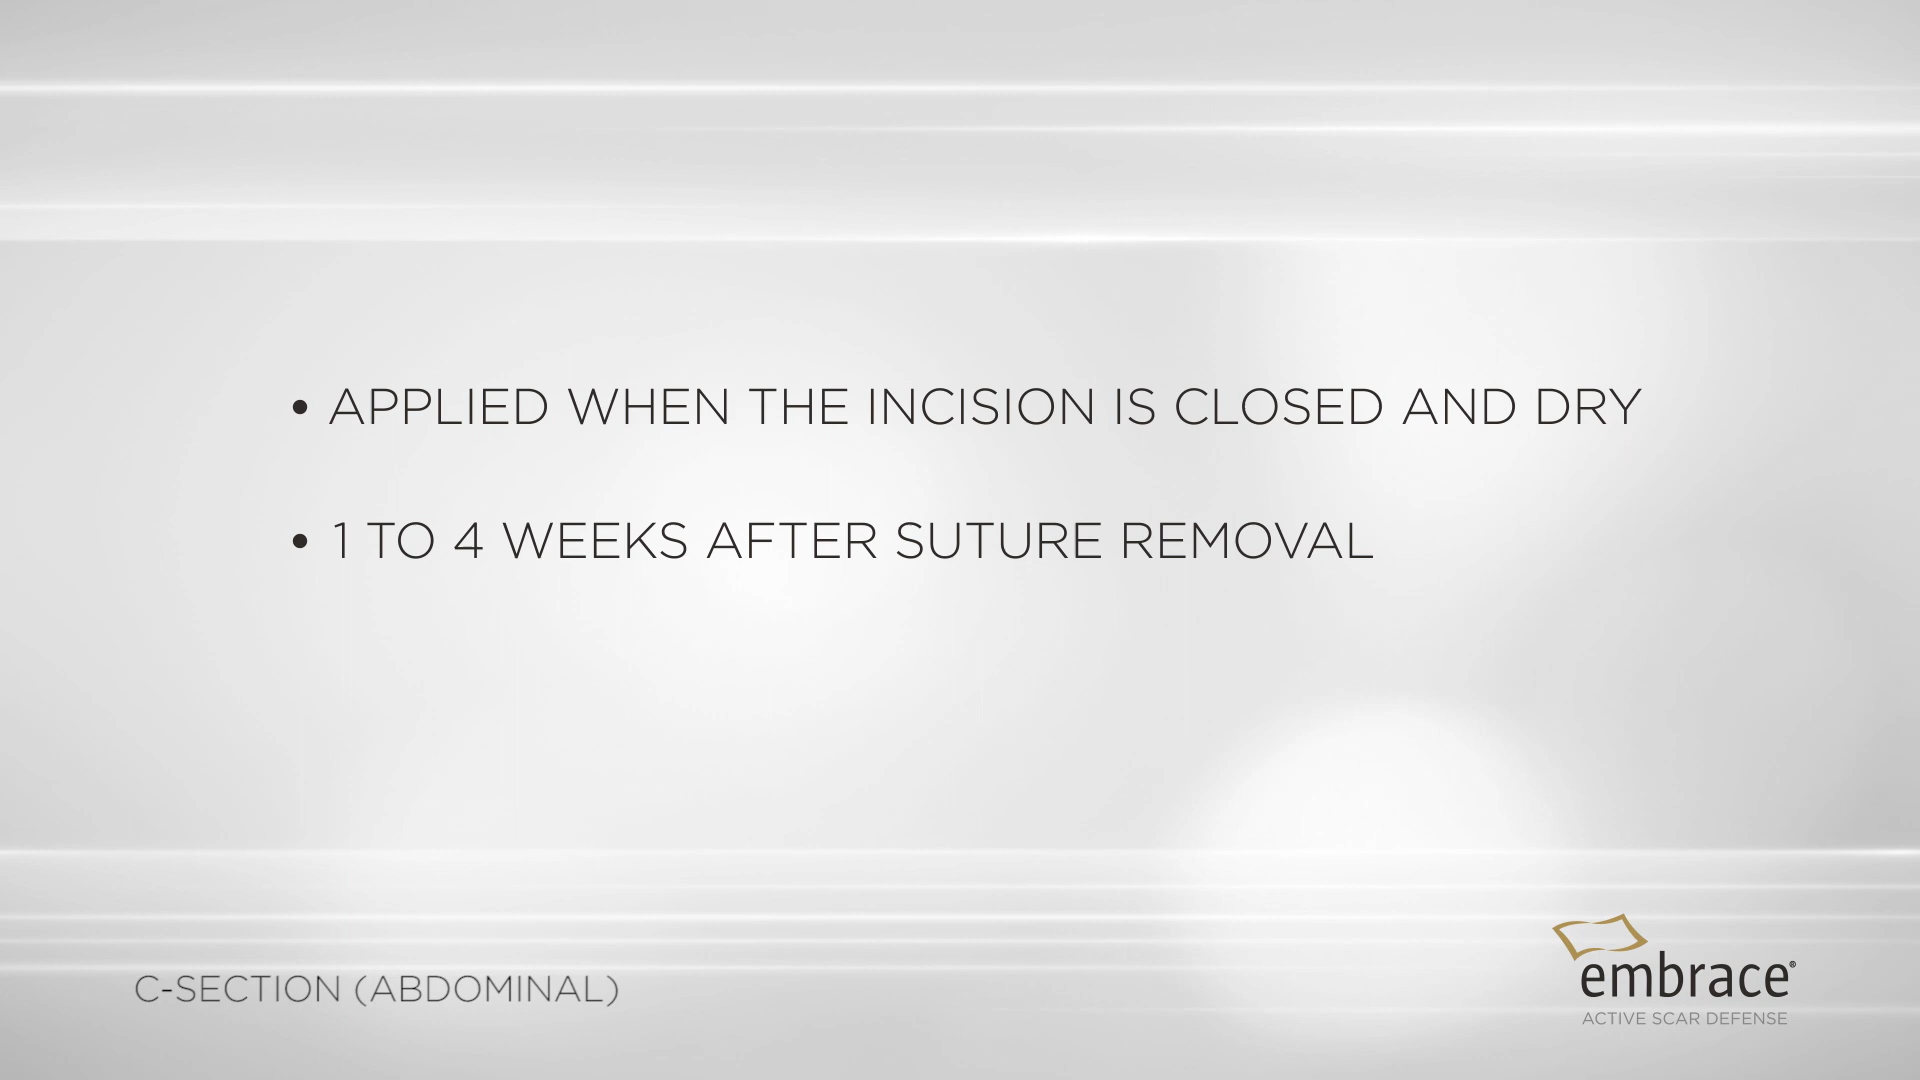 • APPLIED WHEN THE INCISION IS CLOSED AND DRY
• 1 TO 4 WEEKS AFTER SUTURE REMOVAL
C-SECTION (ABDOMINAL)
embrace®
ACTIVE SCAR DEFENSE